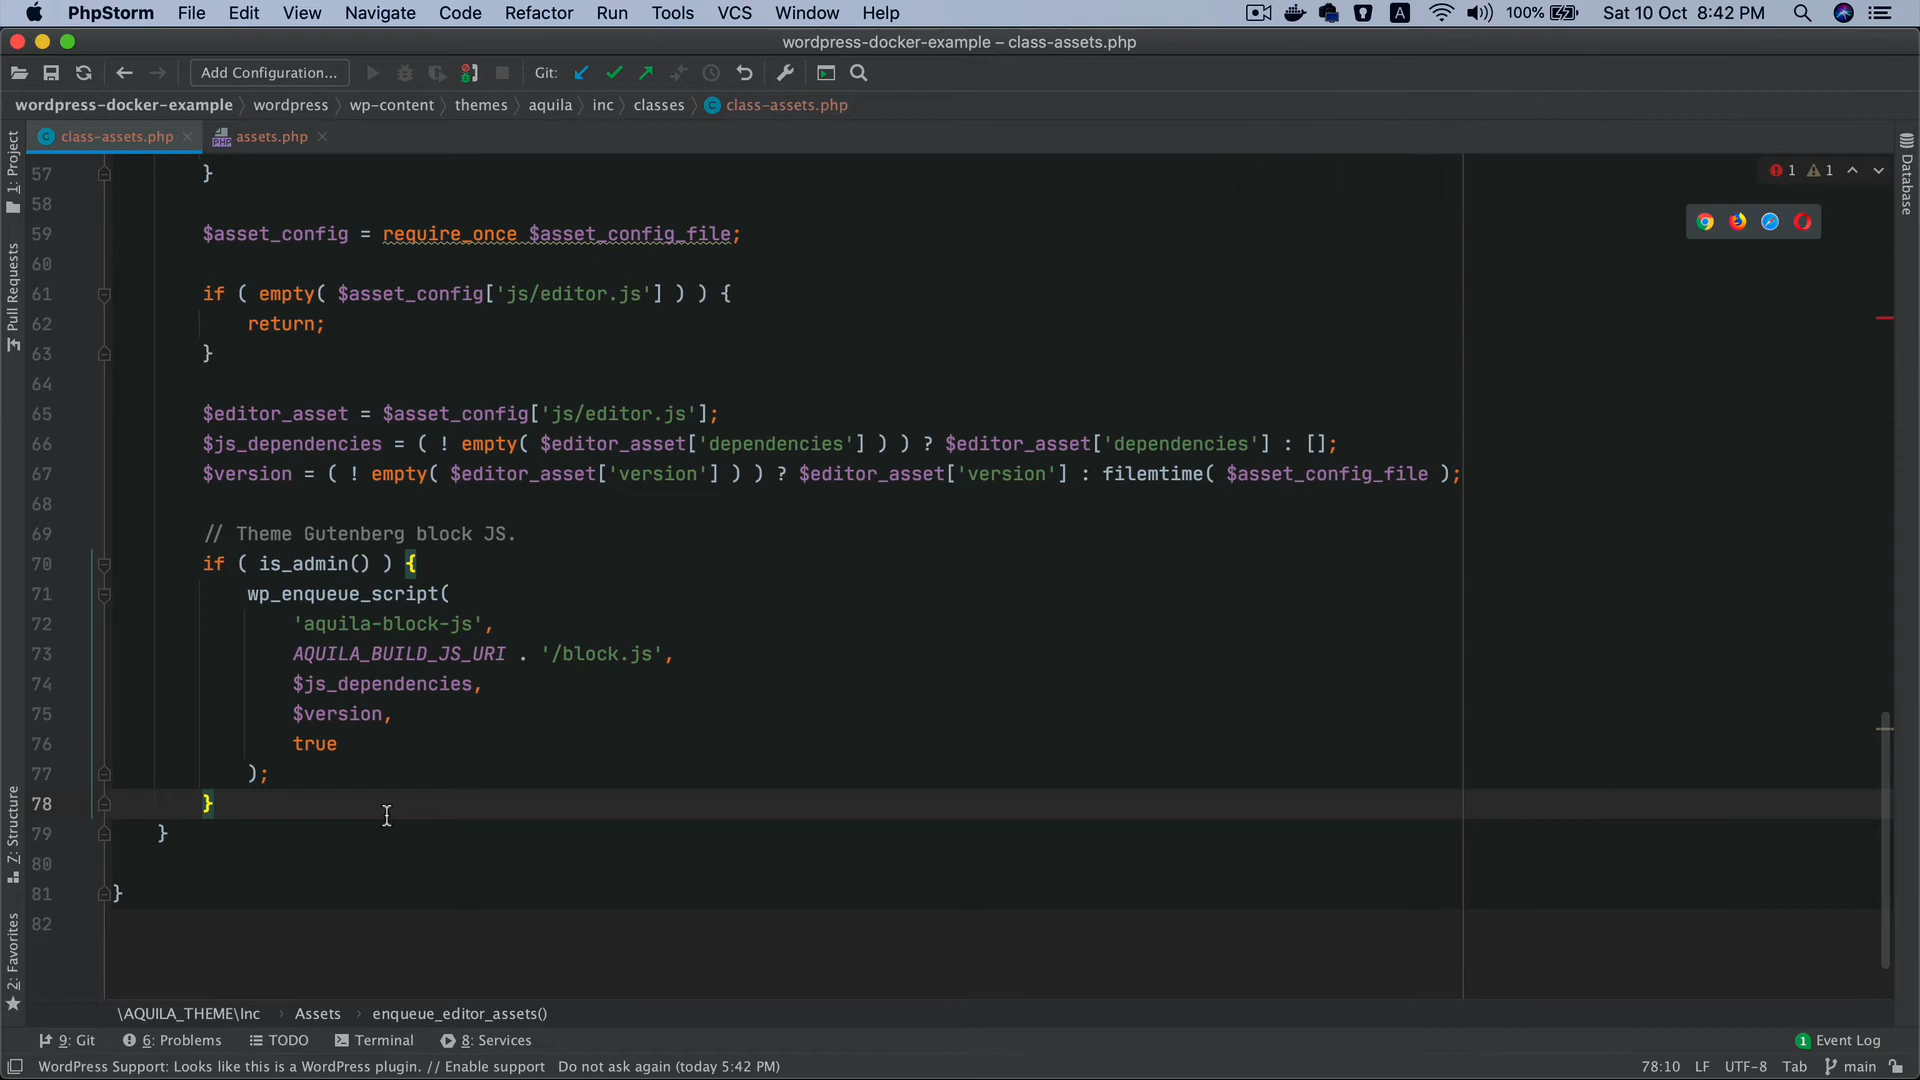 PhpStorm File Edit View Navigate Code Refactor Run Tools VCS Window Help A 100% Sat 10 Oct 8:42 PM
wordpress-docker-example – class-assets.php
Add Configuration... Git:
wordpress-docker-example wordpress wp-content themes aquila inc classes C class-assets.php
C class-assets.php PHP assets.php
1: Project
Pull Requests
7: Structure
2: Favorites
Database
1 1
57 }
58
59 $asset_config = require_once $asset_config_file;
60
61 if ( empty( $asset_config['js/editor.js'] ) ) {
62 return;
63 }
64
65 $editor_asset = $asset_config['js/editor.js'];
66 $js_dependencies = ( ! empty( $editor_asset['dependencies'] ) ) ? $editor_asset['dependencies'] : [];
67 $version = ( ! empty( $editor_asset['version'] ) ) ? $editor_asset['version'] : filemtime( $asset_config_file );
68
69 // Theme Gutenberg block JS.
70 if ( is_admin() ) {
71 wp_enqueue_script(
72 'aquila-block-js',
73 AQUILA_BUILD_JS_URI . '/block.js',
74 $js_dependencies,
75 $version,
76 true
77 );
78 }
79 }
80
81 }
82
\AQUILA_THEME\Inc Assets enqueue_editor_assets()
9: Git 6: Problems TODO Terminal 8: Services 1 Event Log
WordPress Support: Looks like this is a WordPress plugin. // Enable support Do not ask again (today 5:42 PM) 78:10 LF UTF-8 Tab main